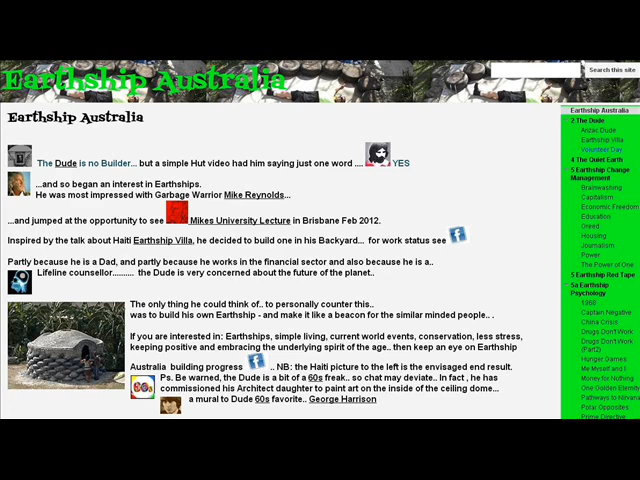 Earthship Australia
Search this site
Earthship Australia
The Dude is no Builder... but a simple Hut video had him saying just one word .... YES
...and so began an interest in Earthships.
He was most impressed with Garbage Warrior Mike Reynolds...
...and jumped at the opportunity to see Mikes University Lecture in Brisbane Feb 2012.
Inspired by the talk about Haiti Earthship Villa, he decided to build one in his Backyard... for work status see
Partly because he is a Dad, and partly because he works in the financial sector and also because he is a..
Lifeline counsellor.......... the Dude is very concerned about the future of the planet..
The only thing he could think of.. to personally counter this..
was to build his own Earthship - and make it like a beacon for the similar minded people.. .
If you are interested in: Earthships, simple living, current world events, conservation, less stress,
keeping positive and embracing the underlying spirit of the age.. then keep an eye on Earthship
Australia building progress .. NB: the Haiti picture to the left is the envisaged end result.
Ps. Be warned, the Dude is a bit of a 60s freak.. so chat may deviate.. In fact , he has
commissioned his Architect daughter to paint art on the inside of the ceiling dome...
a mural to Dude 60s favorite.. George Harrison
Earthship Australia
2 The Dude
Anzac Dude
Earthship Villa
Volunteer Day
4 The Quiet Earth
5 Earthship Change
Management
Brainwashing
Capitalism
Economic Freedom
Education
Greed
Housing
Journalism
Power
The Power of One
5 Earthship Red Tape
5a Earthship
Psychology
1960
Captain Negative
China Crisis
Drugs Don't Work
Drugs Don't Work
(Part2)
Hunger Games
Me Myself and I
Money for Nothing
One Golden Eternity
Pathways to Nirvana
Polar Opposites
Prime Directive